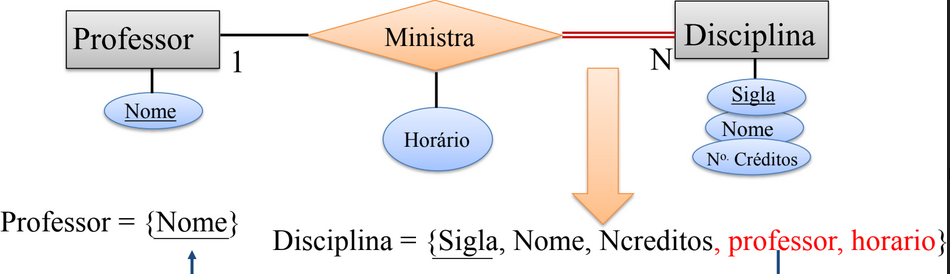 Professor
Ministra
Disciplina
1
N
Nome
Horário
Sigla
Nome
Nº. Créditos
Professor = {Nome}
Disciplina = {Sigla, Nome, Ncreditos, professor, horario}